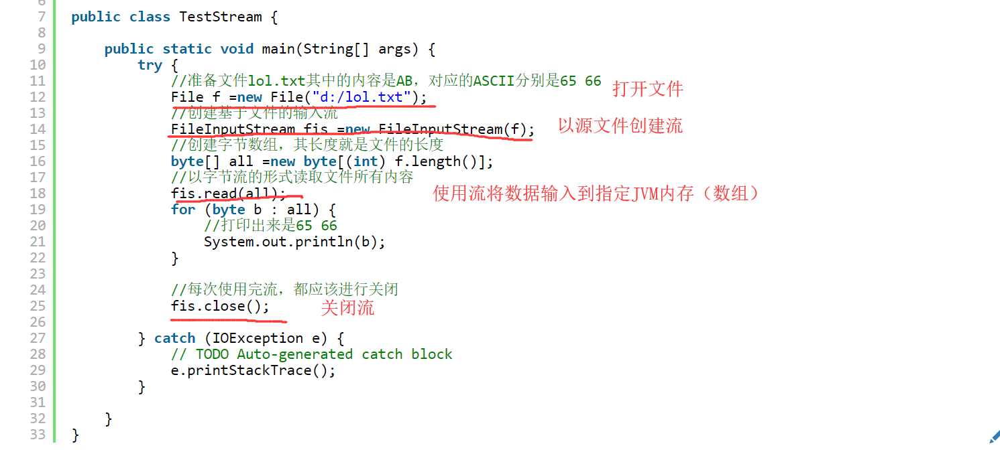 6
7 public class TestStream {
8
9 public static void main(String[] args) {
10 try {
11 //准备文件lol.txt其中的内容是AB，对应的ASCII分别是65 66
打开文件
12 File f =new File("d:/lol.txt");
13 //创建基于文件的输入流
14 FileInputStream fis =new FileInputStream(f);
以源文件创建流
15 //创建字节数组，其长度就是文件的长度
16 byte[] all =new byte[(int) f.length()];
17 //以字节流的形式读取文件所有内容
18 fis.read(all);
使用流将数据输入到指定JVM内存（数组）
19 for (byte b : all) {
20 //打印出来是65 66
21 System.out.println(b);
22 }
23
24 //每次使用完流，都应该进行关闭
25 fis.close();
关闭流
26
27 } catch (IOException e) {
28 // TODO Auto-generated catch block
29 e.printStackTrace();
30 }
31
32 }
33 }